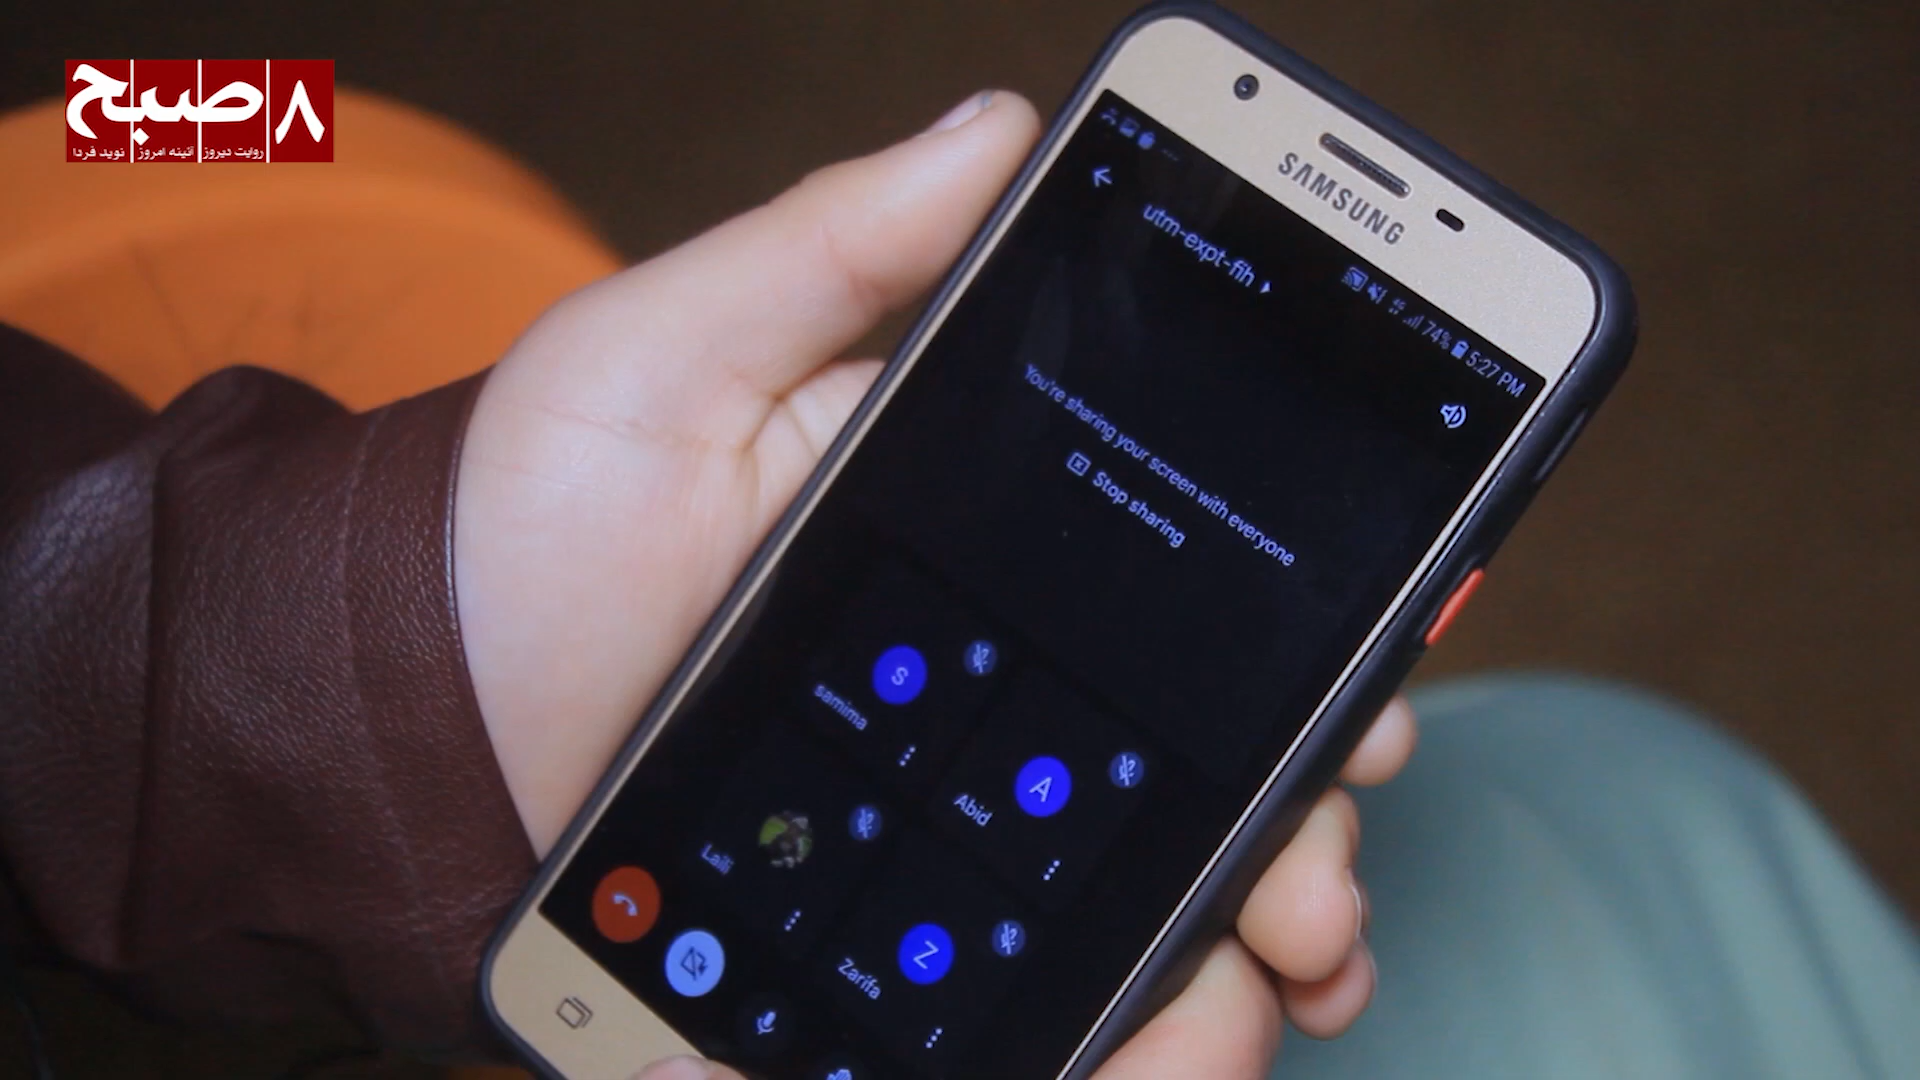 ۸صبح
روایت دیروز آئینه امروز نوید فردا
SAMSUNG
4G 74% 5:27 PM
utm-expt-fih
You're sharing your screen with everyone
Stop sharing
S
samima
A
Abid
Laili
Z
Zarifa